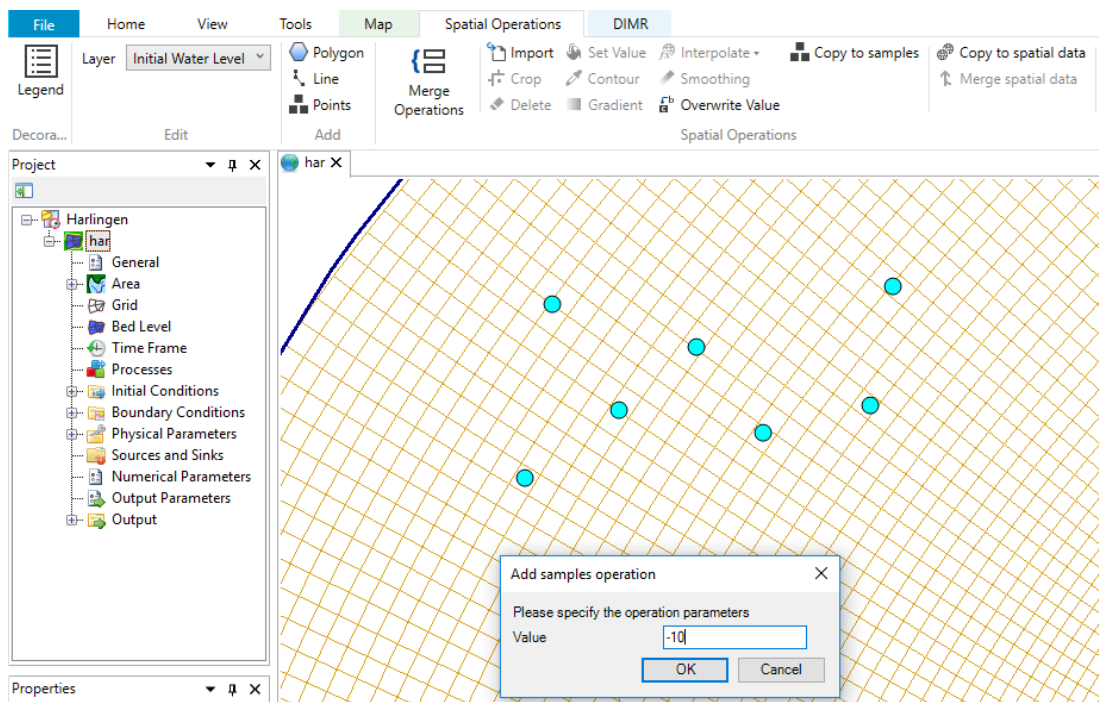 File Home View Tools Map Spatial Operations DIMR
Legend
Layer Initial Water Level
Polygon
Line
Points
Merge
Operations
Import Set Value Interpolate Copy to samples Copy to spatial data
Crop Contour Smoothing Merge spatial data
Delete Gradient Overwrite Value
Decora... Edit Add Spatial Operations
Project
har
Harlingen
har
General
Area
Grid
Bed Level
Time Frame
Processes
Initial Conditions
Boundary Conditions
Physical Parameters
Sources and Sinks
Numerical Parameters
Output Parameters
Output
Add samples operation
Please specify the operation parameters
Value -10
OK Cancel
Properties